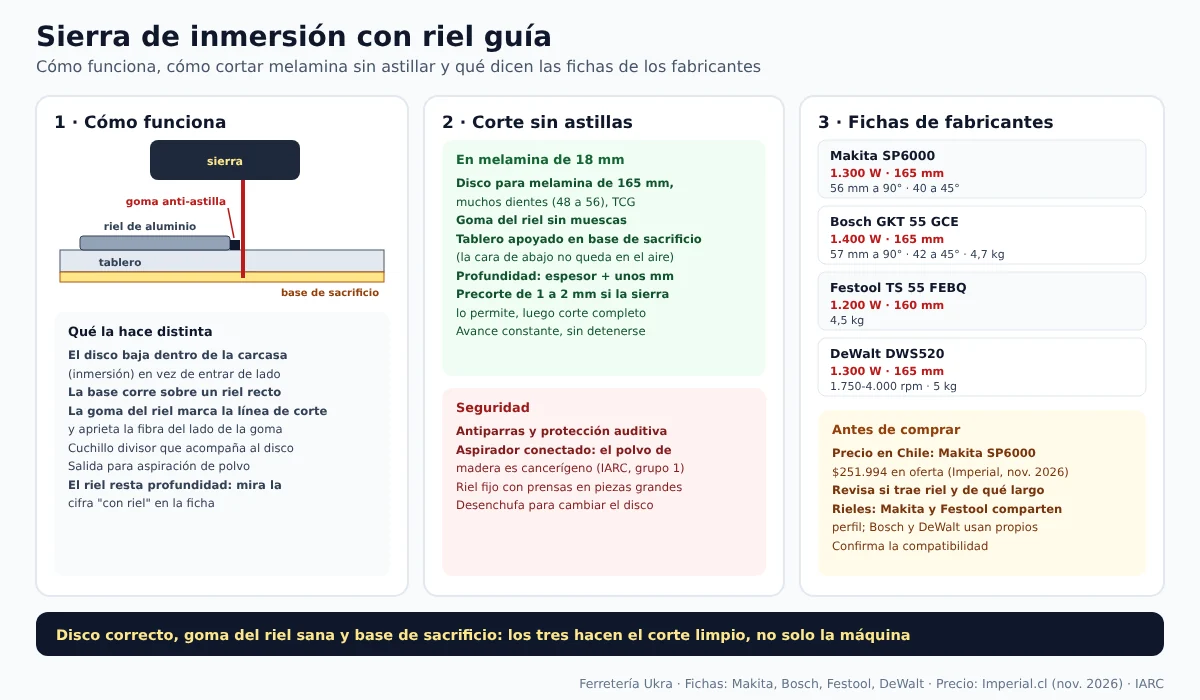 Sierra de inmersión con riel guía
Cómo funciona, cómo cortar melamina sin astillar y qué dicen las fichas de los fabricantes
1 · Cómo funciona
sierra
goma anti-astilla
riel de aluminio
tablero
base de sacrificio
Qué la hace distinta
El disco baja dentro de la carcasa
(inmersión) en vez de entrar de lado
La base corre sobre un riel recto
La goma del riel marca la línea de corte
y aprieta la fibra del lado de la goma
Cuchillo divisor que acompaña al disco
Salida para aspiración de polvo
El riel resta profundidad: mira la
cifra "con riel" en la ficha
2 · Corte sin astillas
En melamina de 18 mm
Disco para melamina de 165 mm,
muchos dientes (48 a 56), TCG
Goma del riel sin muescas
Tablero apoyado en base de sacrificio
(la cara de abajo no queda en el aire)
Profundidad: espesor + unos mm
Precorte de 1 a 2 mm si la sierra
lo permite, luego corte completo
Avance constante, sin detenerse
Seguridad
Antiparras y protección auditiva
Aspirador conectado: el polvo de
madera es cancerígeno (IARC, grupo 1)
Riel fijo con prensas en piezas grandes
Desenchufa para cambiar el disco
3 · Fichas de fabricantes
Makita SP6000
1.300 W · 165 mm
56 mm a 90° · 40 a 45°
Bosch GKT 55 GCE
1.400 W · 165 mm
57 mm a 90° · 42 a 45° · 4,7 kg
Festool TS 55 FEBQ
1.200 W · 160 mm
4,5 kg
DeWalt DWS520
1.300 W · 165 mm
1.750-4.000 rpm · 5 kg
Antes de comprar
Precio en Chile: Makita SP6000
$251.994 en oferta (Imperial, nov. 2026)
Revisa si trae riel y de qué largo
Rieles: Makita y Festool comparten
perfil; Bosch y DeWalt usan propios
Confirma la compatibilidad
Disco correcto, goma del riel sana y base de sacrificio: los tres hacen el corte limpio, no solo la máquina
Ferretería Ukra · Fichas: Makita, Bosch, Festool, DeWalt · Precio: Imperial.cl (nov. 2026) · IARC